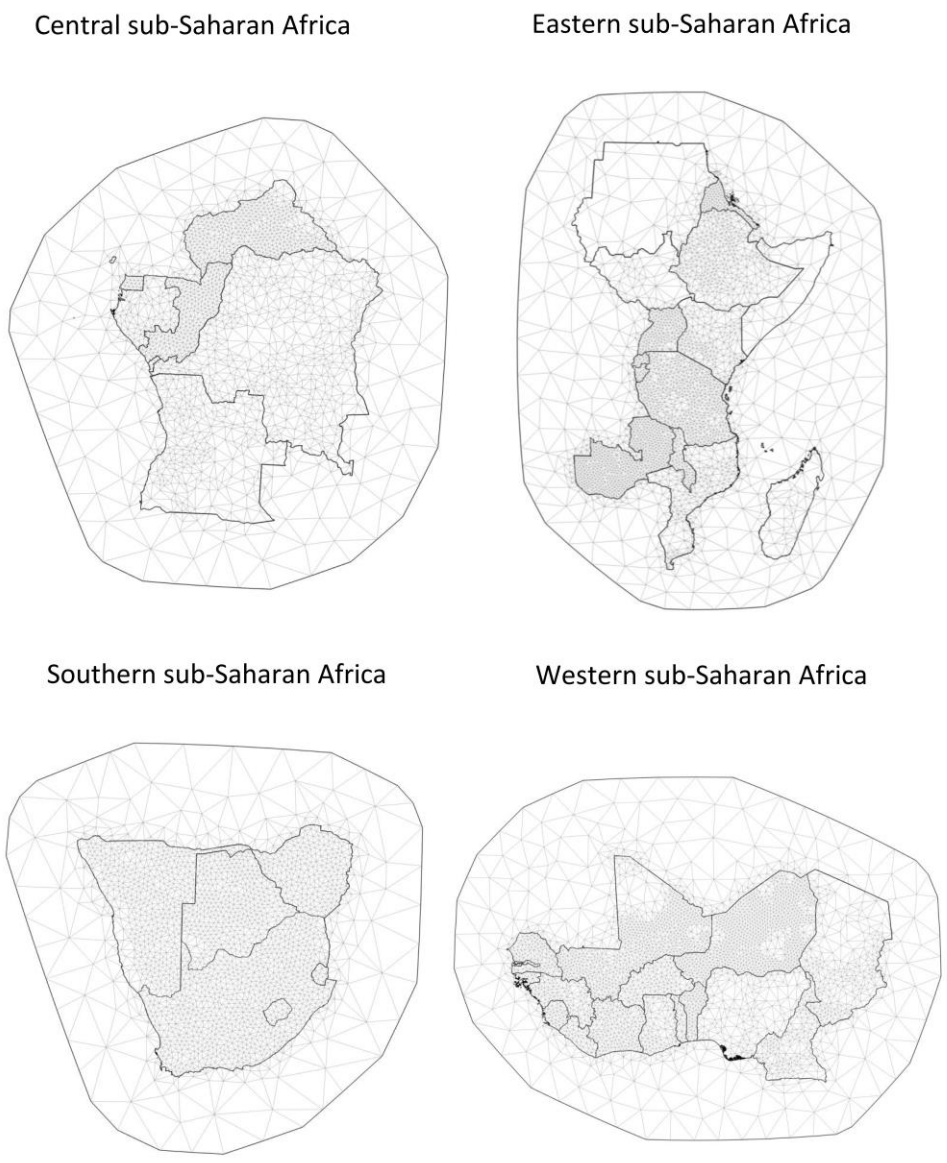 Central sub-Saharan Africa
Eastern sub-Saharan Africa
Southern sub-Saharan Africa
Western sub-Saharan Africa